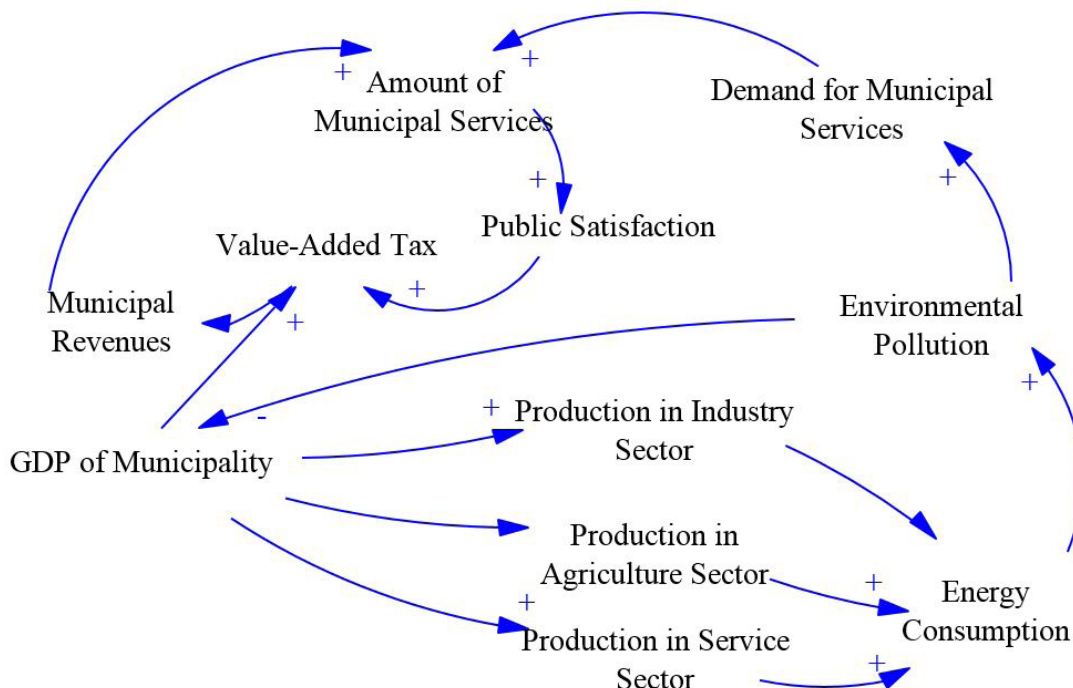 +
+
Amount of
Municipal Services
Demand for Municipal
Services
+
+
Public Satisfaction
Value-Added Tax
+
Municipal
Revenues
+
Environmental
Pollution
+
-
+
Production in Industry
Sector
GDP of Municipality
Production in
Agriculture Sector
+
Energy
Consumption
+
Production in Service
Sector
+